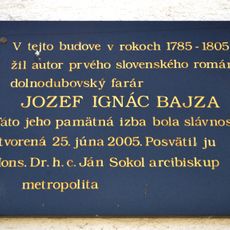 V tejto budove v rokoch 1785-1805
žil autor prvého slovenského román
dolnodubovský farár
JOZEF IGNÁC BAJZA
áto jeho pamätná izba bola slávnos
tvorená 25. júna 2005. Posvätil ju
ons. Dr. h. c. Ján Sokol arcibiskup
metropolita